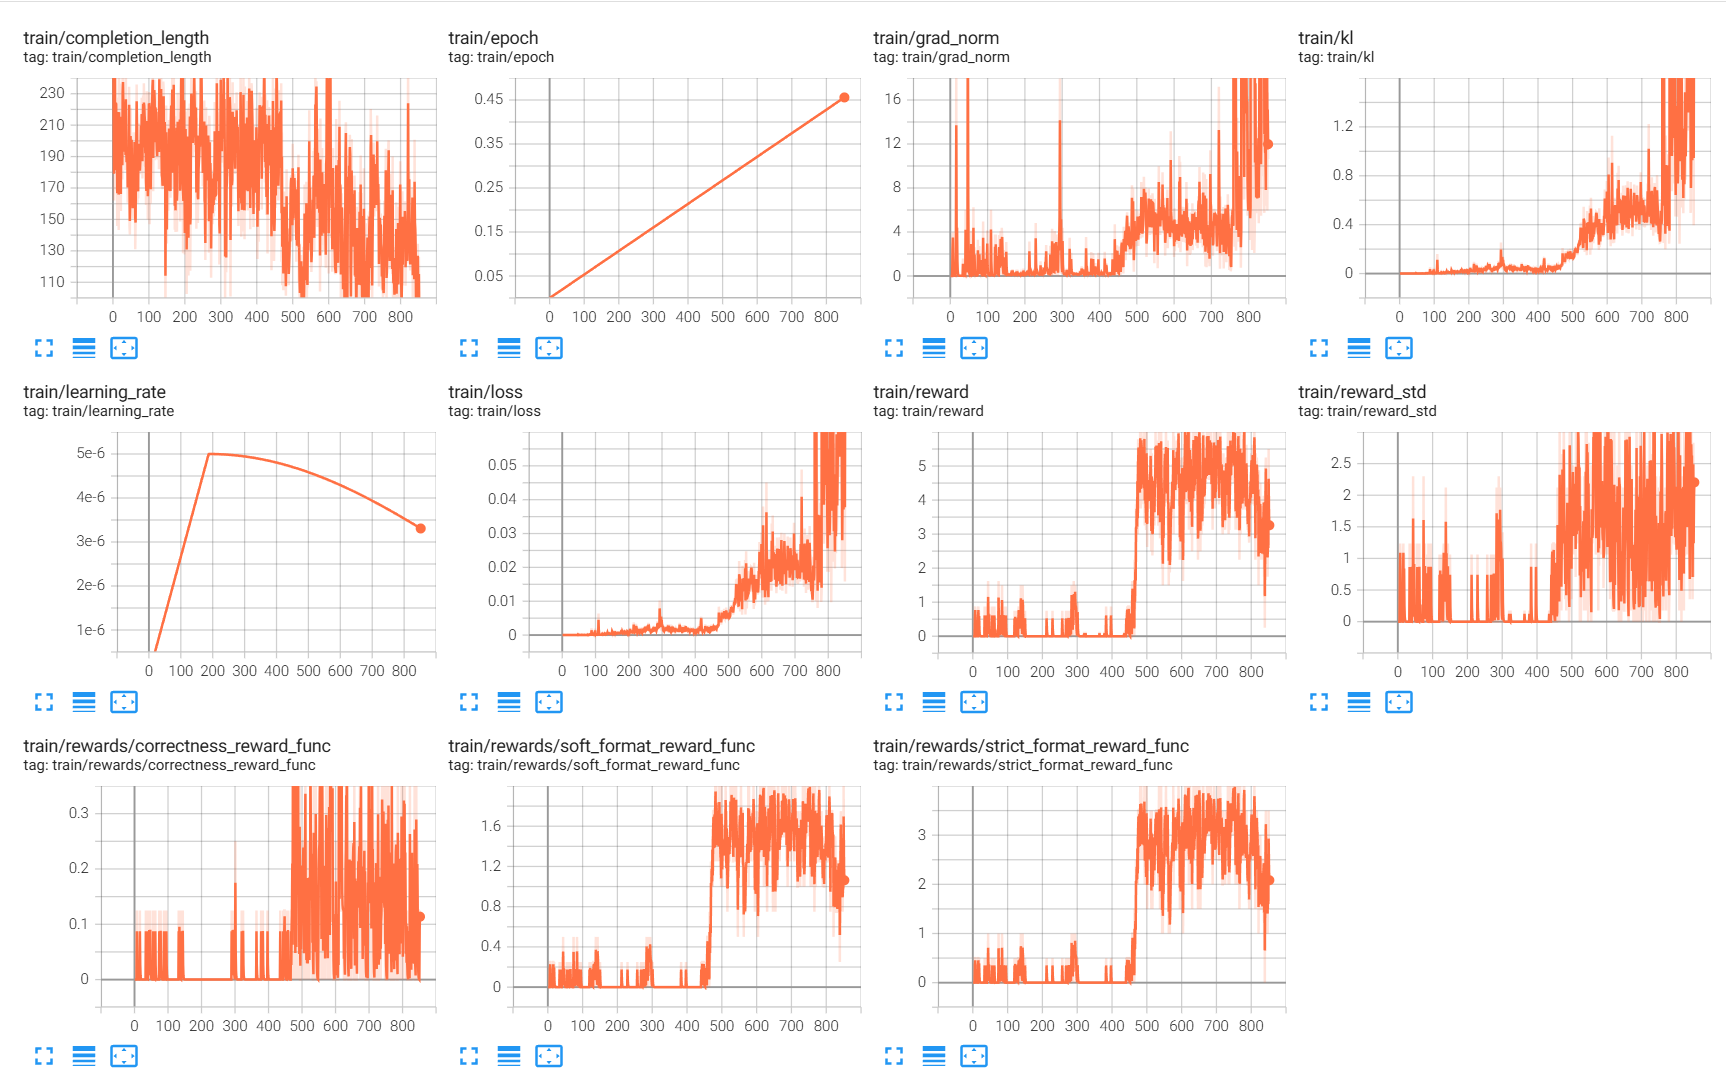 train/completion_length
tag: train/completion_length
230
210
190
170
150
130
110
0 100 200 300 400 500 600 700 800
train/epoch
tag: train/epoch
0.45
0.35
0.25
0.15
0.05
0 100 200 300 400 500 600 700 800
train/grad_norm
tag: train/grad_norm
16
12
8
4
0
0 100 200 300 400 500 600 700 800
train/kl
tag: train/kl
1.2
0.8
0.4
0
0 100 200 300 400 500 600 700 800
train/learning_rate
tag: train/learning_rate
5e-6
4e-6
3e-6
2e-6
1e-6
0 100 200 300 400 500 600 700 800
train/loss
tag: train/loss
0.05
0.04
0.03
0.02
0.01
0
0 100 200 300 400 500 600 700 800
train/reward
tag: train/reward
5
4
3
2
1
0
0 100 200 300 400 500 600 700 800
train/reward_std
tag: train/reward_std
2.5
2
1.5
1
0.5
0
0 100 200 300 400 500 600 700 800
train/rewards/correctness_reward_func
tag: train/rewards/correctness_reward_func
0.3
0.2
0.1
0
0 100 200 300 400 500 600 700 800
train/rewards/soft_format_reward_func
tag: train/rewards/soft_format_reward_func
1.6
1.2
0.8
0.4
0
0 100 200 300 400 500 600 700 800
train/rewards/strict_format_reward_func
tag: train/rewards/strict_format_reward_func
3
2
1
0
0 100 200 300 400 500 600 700 800